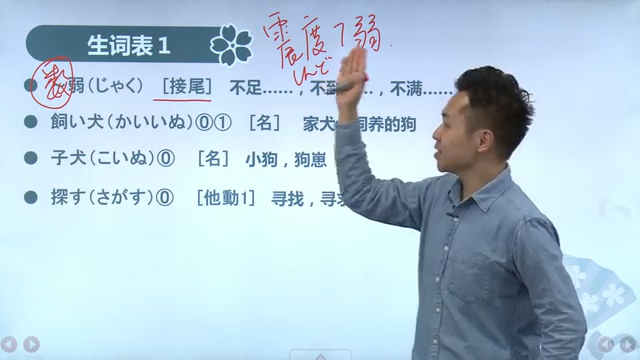 生词表 1
震度7弱
しんど
数 弱（じゃく） [接尾] 不足……，不到……，不满……
飼い犬（かいいぬ）⓪① [名] 家犬 饲养的狗
子犬（こいぬ）⓪ [名] 小狗，狗崽
探す（さがす）⓪ [他動1] 寻找，寻求